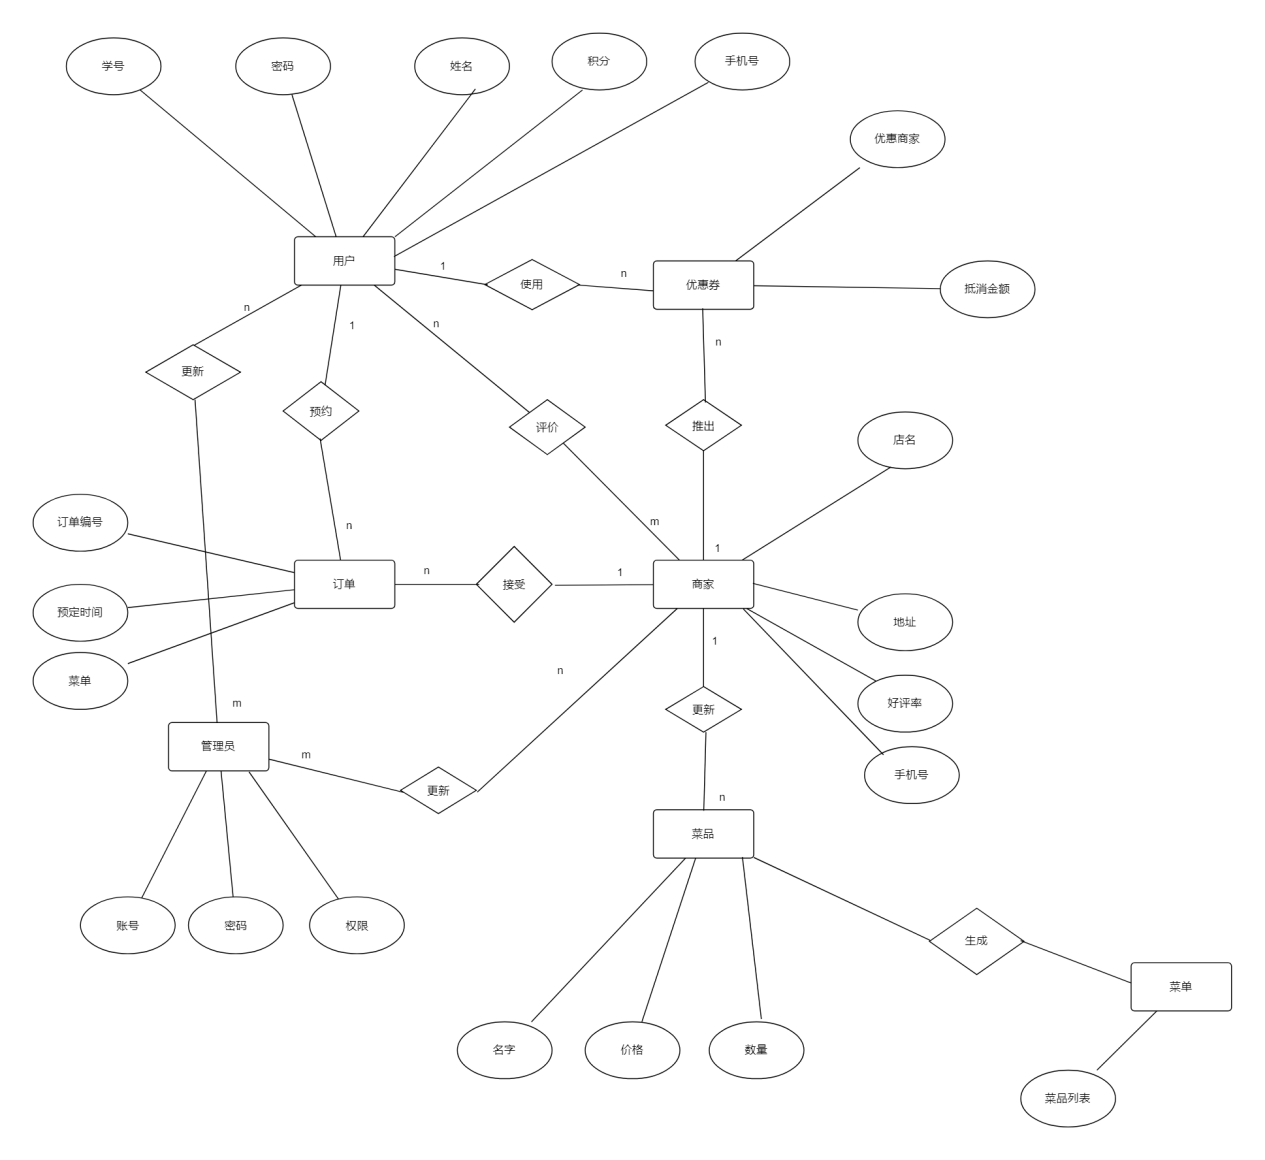 学号
密码
姓名
积分
手机号
优惠商家
用户
1
使用
n
优惠券
抵消金额
n
1
n
n
更新
预约
评价
推出
店名
订单编号
n
m
1
订单
n
接受
1
商家
预定时间
地址
菜单
n
1
m
更新
好评率
管理员
m
手机号
更新
n
菜品
账号
密码
权限
生成
菜单
名字
价格
数量
菜品列表